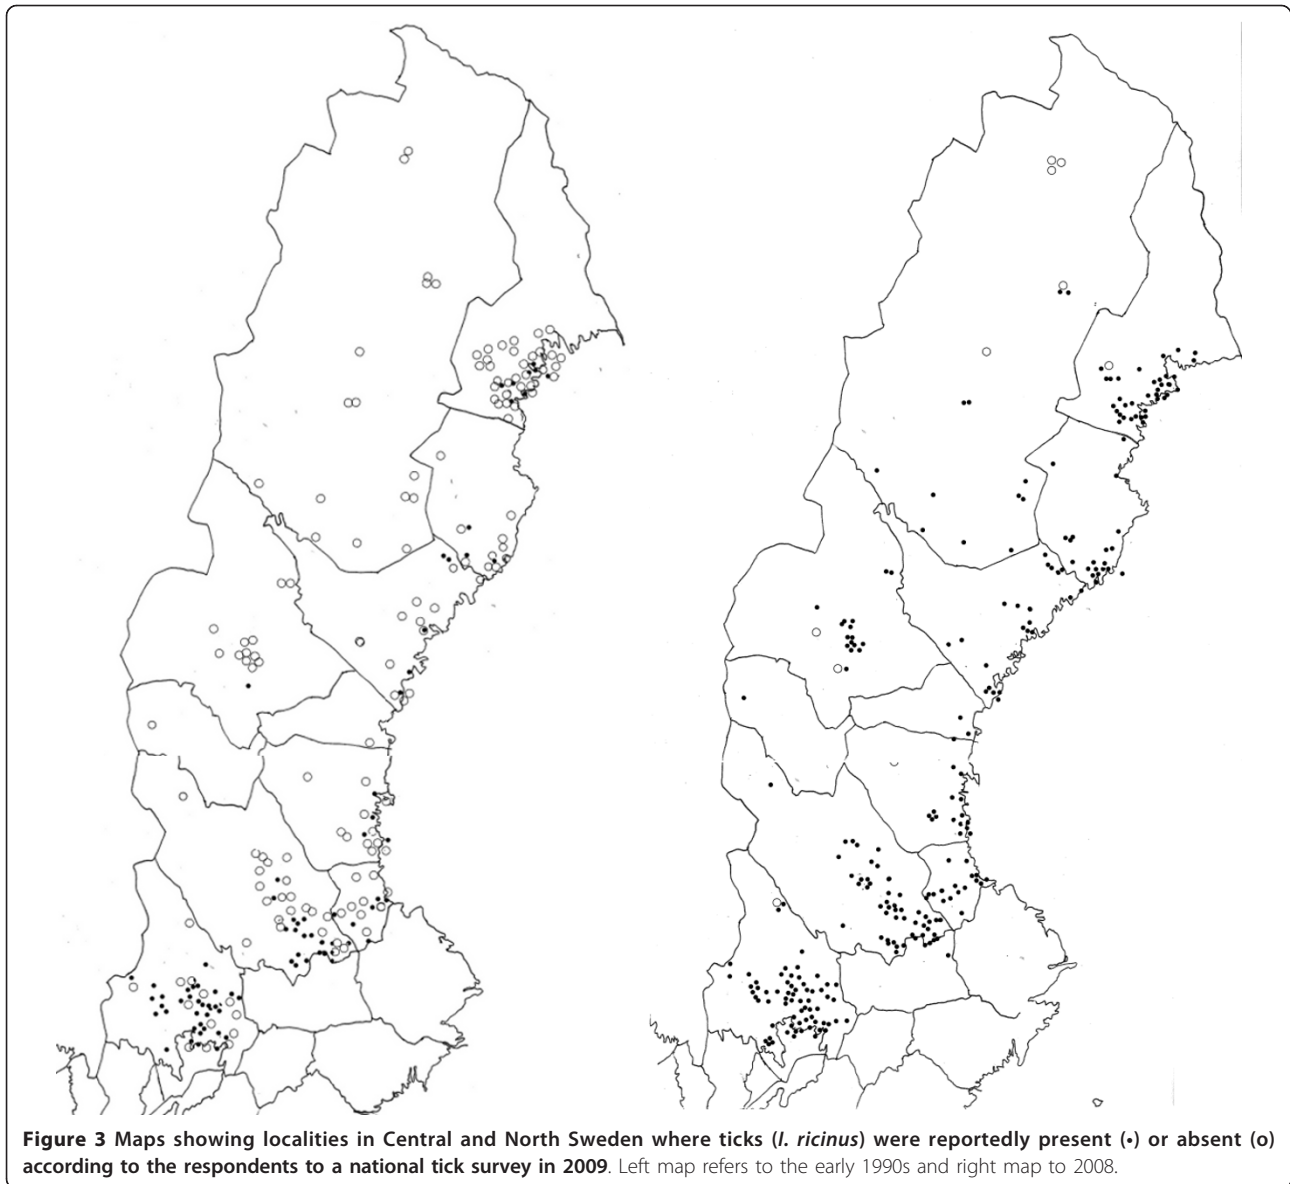 Figure 3 Maps showing localities in Central and North Sweden where ticks (I. ricinus) were reportedly present (•) or absent (o)
according to the respondents to a national tick survey in 2009. Left map refers to the early 1990s and right map to 2008.